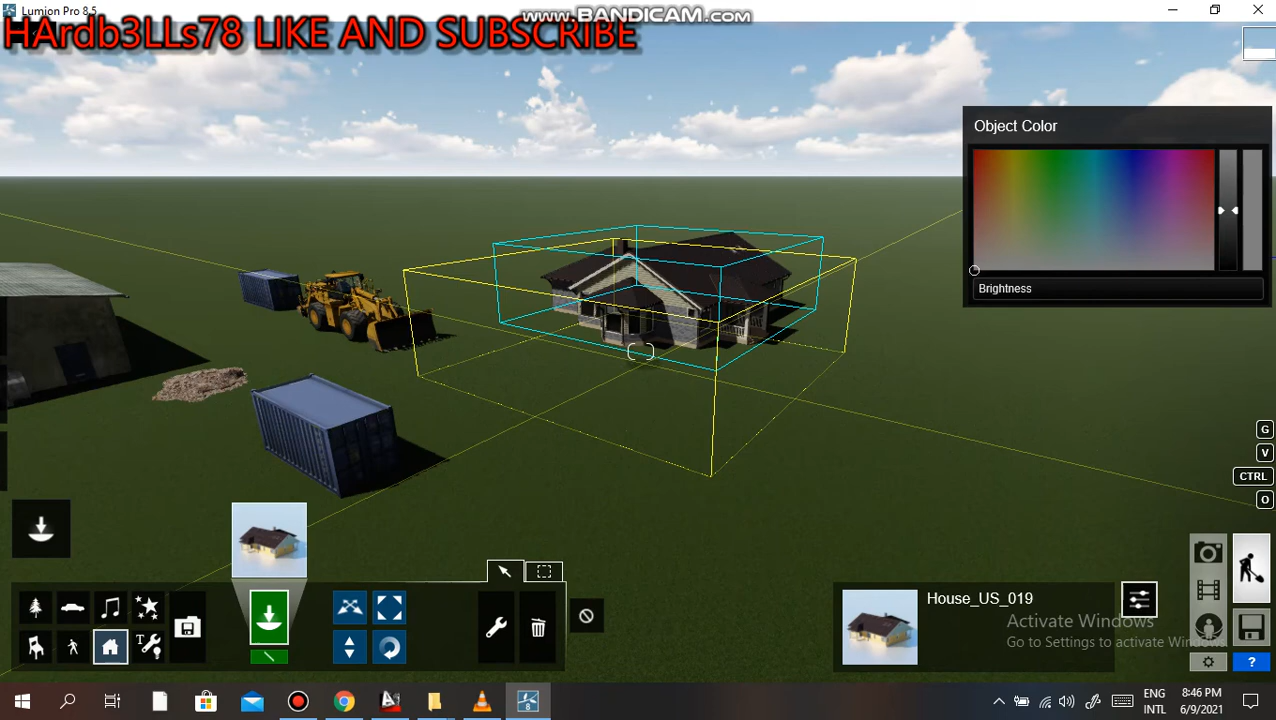 Lumion Pro 8.5
www.BANDICAM.com
HArdb3LLs78 LIKE AND SUBSCRIBE
Object Color
Brightness
G
V
CTRL
O
House_US_019
Activate Windows
Go to Settings to activate Windows.
?
8
ENG
INTL
8:46 PM
6/9/2021